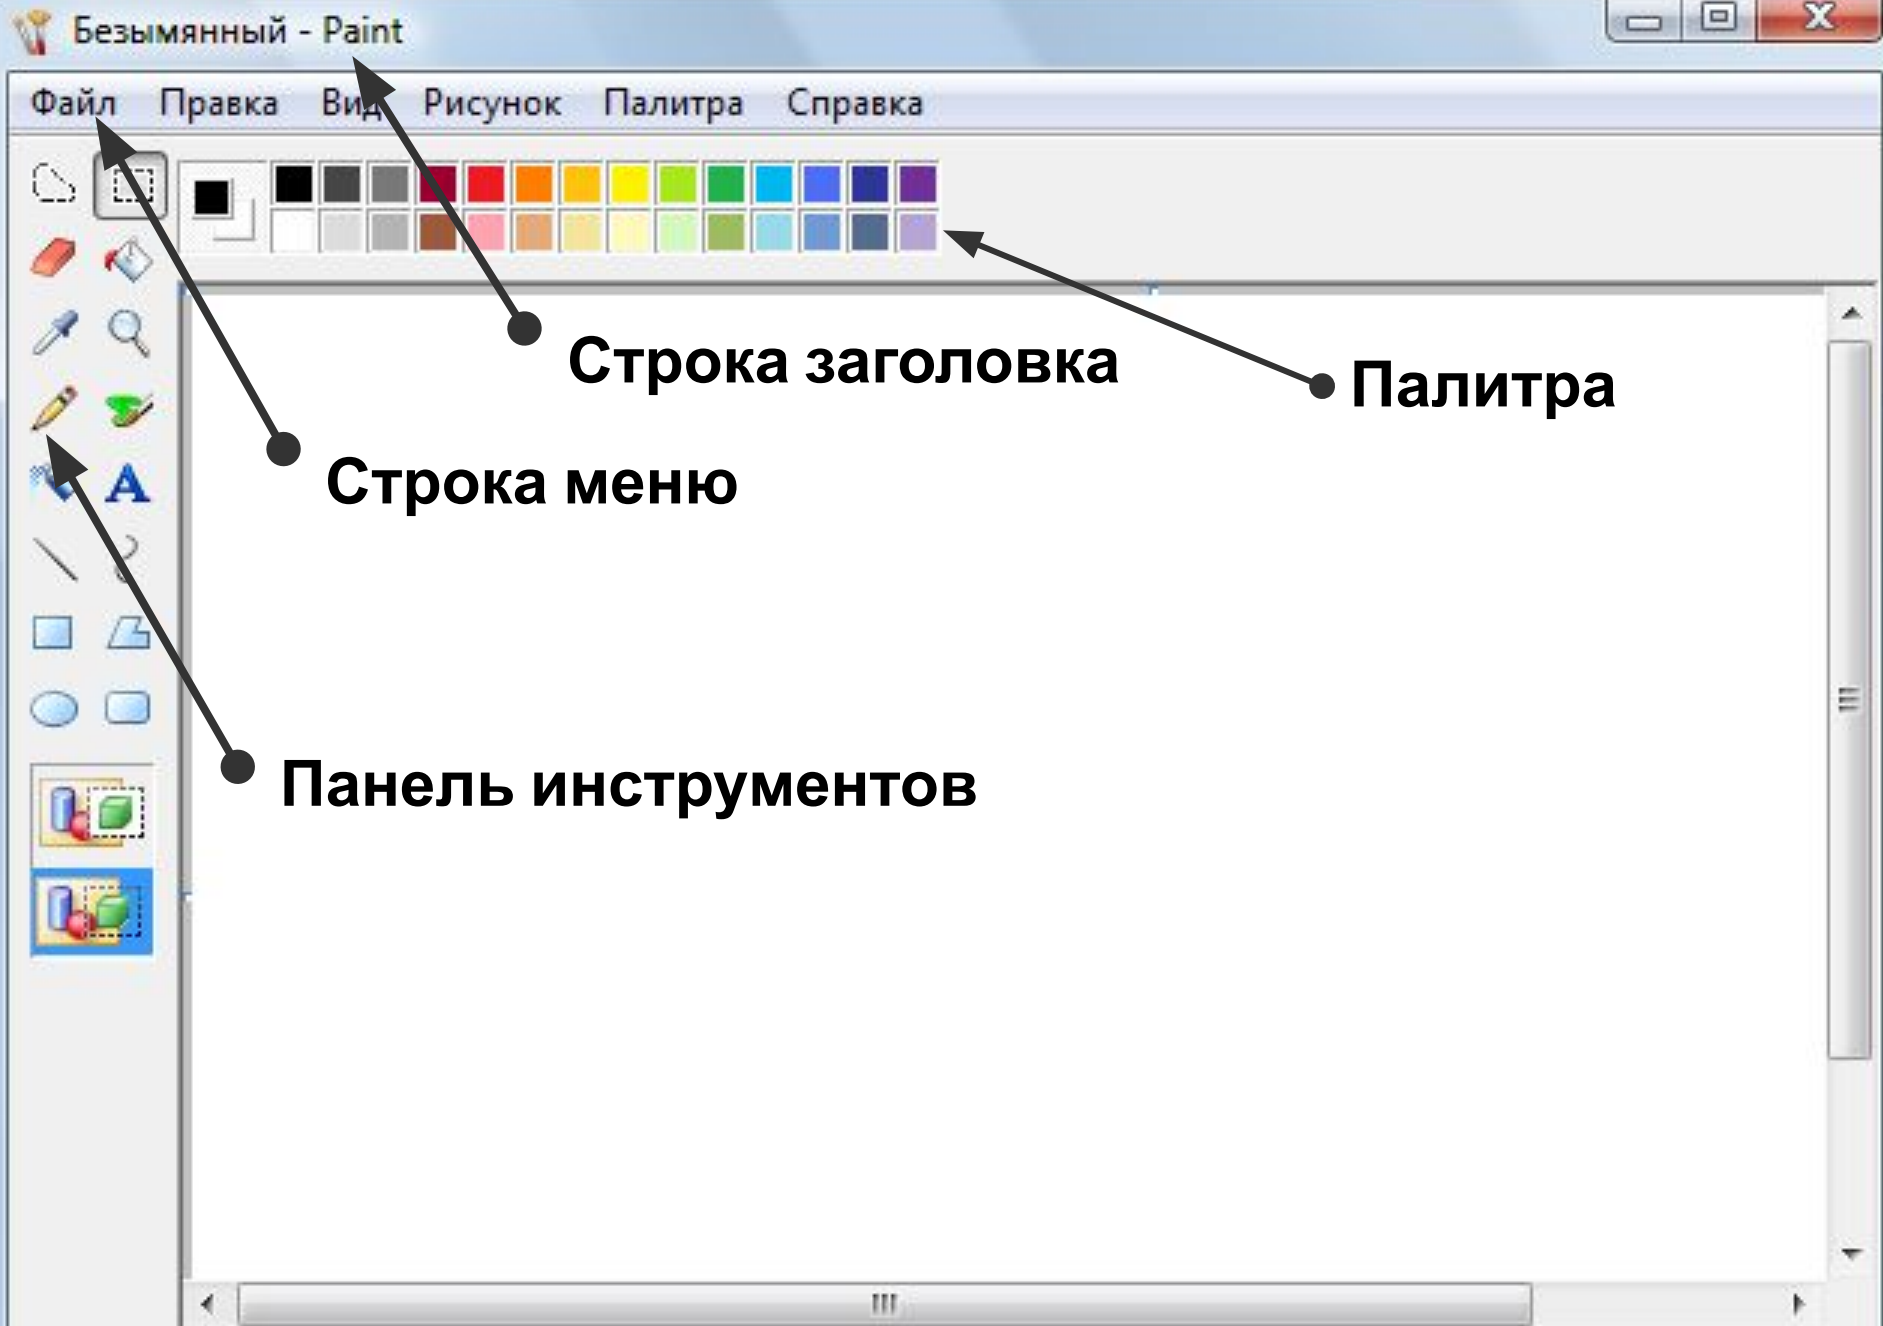 Безымянный - Paint
Файл Правка Вид Рисунок Палитра Справка
Строка заголовка
Палитра
Строка меню
A
Панель инструментов